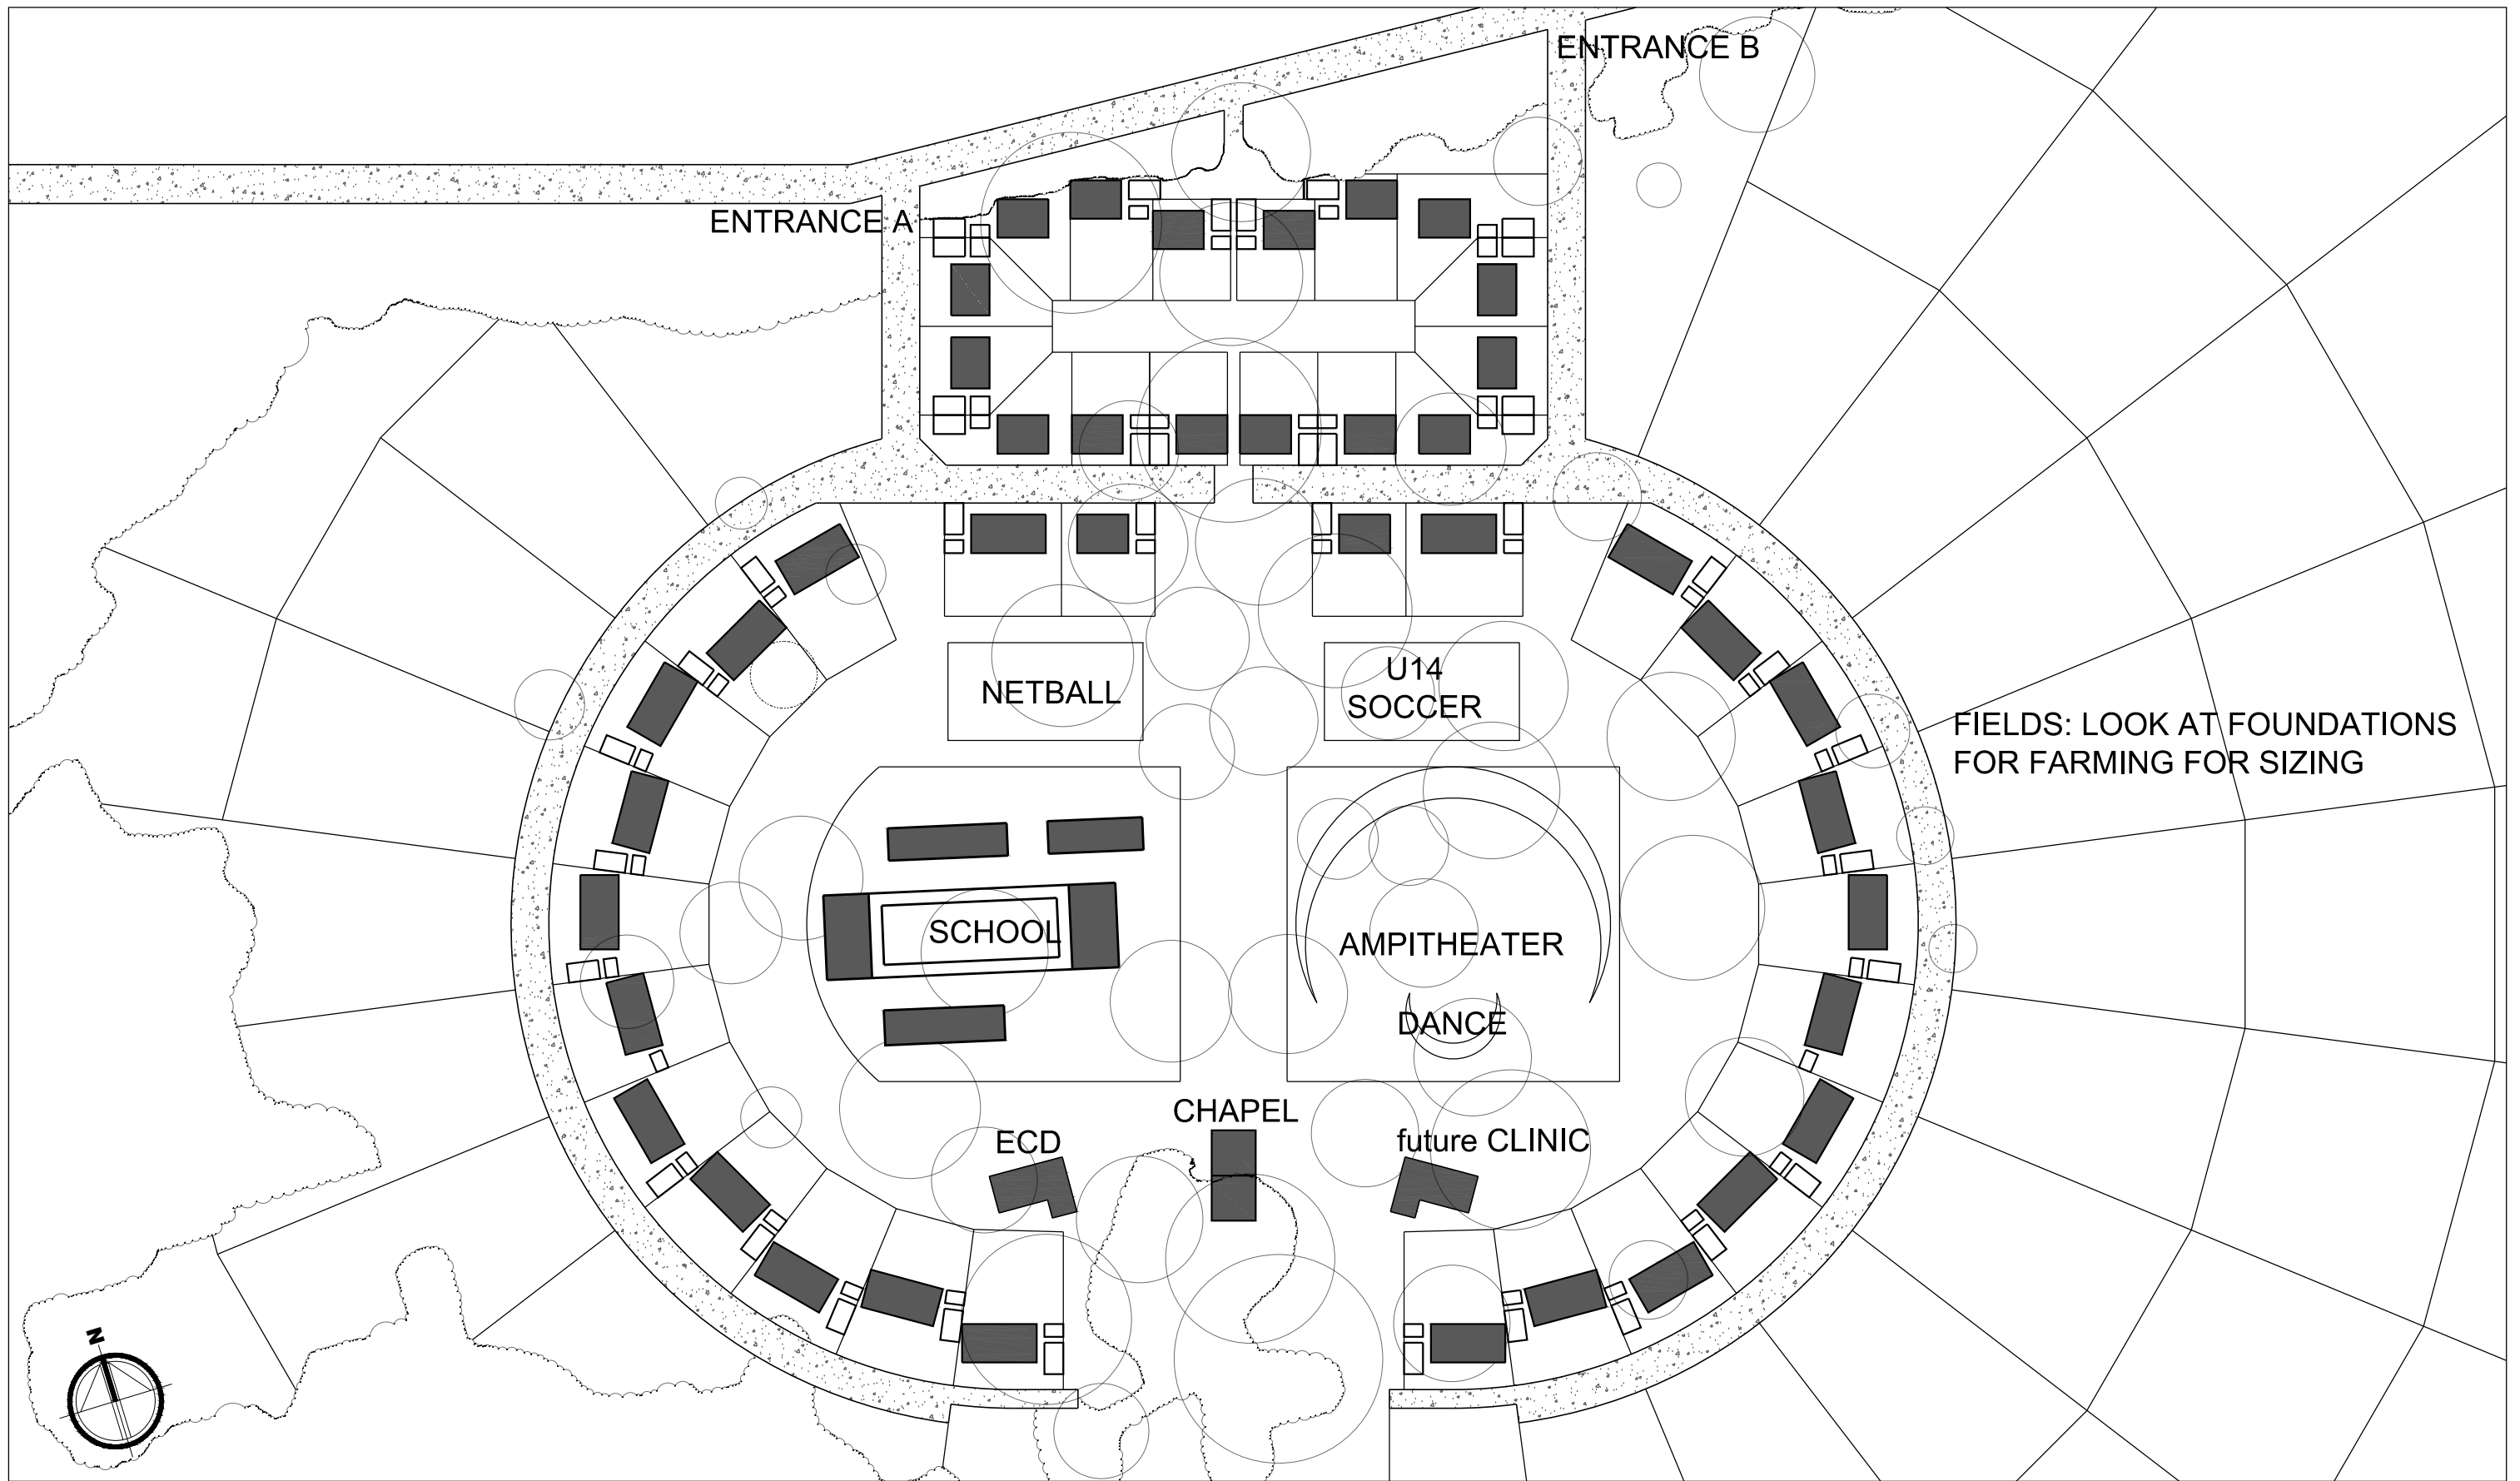 ENTRANCE B
ENTRANCE A
NETBALL
U14
SOCCER
FIELDS: LOOK AT FOUNDATIONS
FOR FARMING FOR SIZING
SCHOOL
AMPITHEATER
DANCE
CHAPEL
ECD
future CLINIC
N